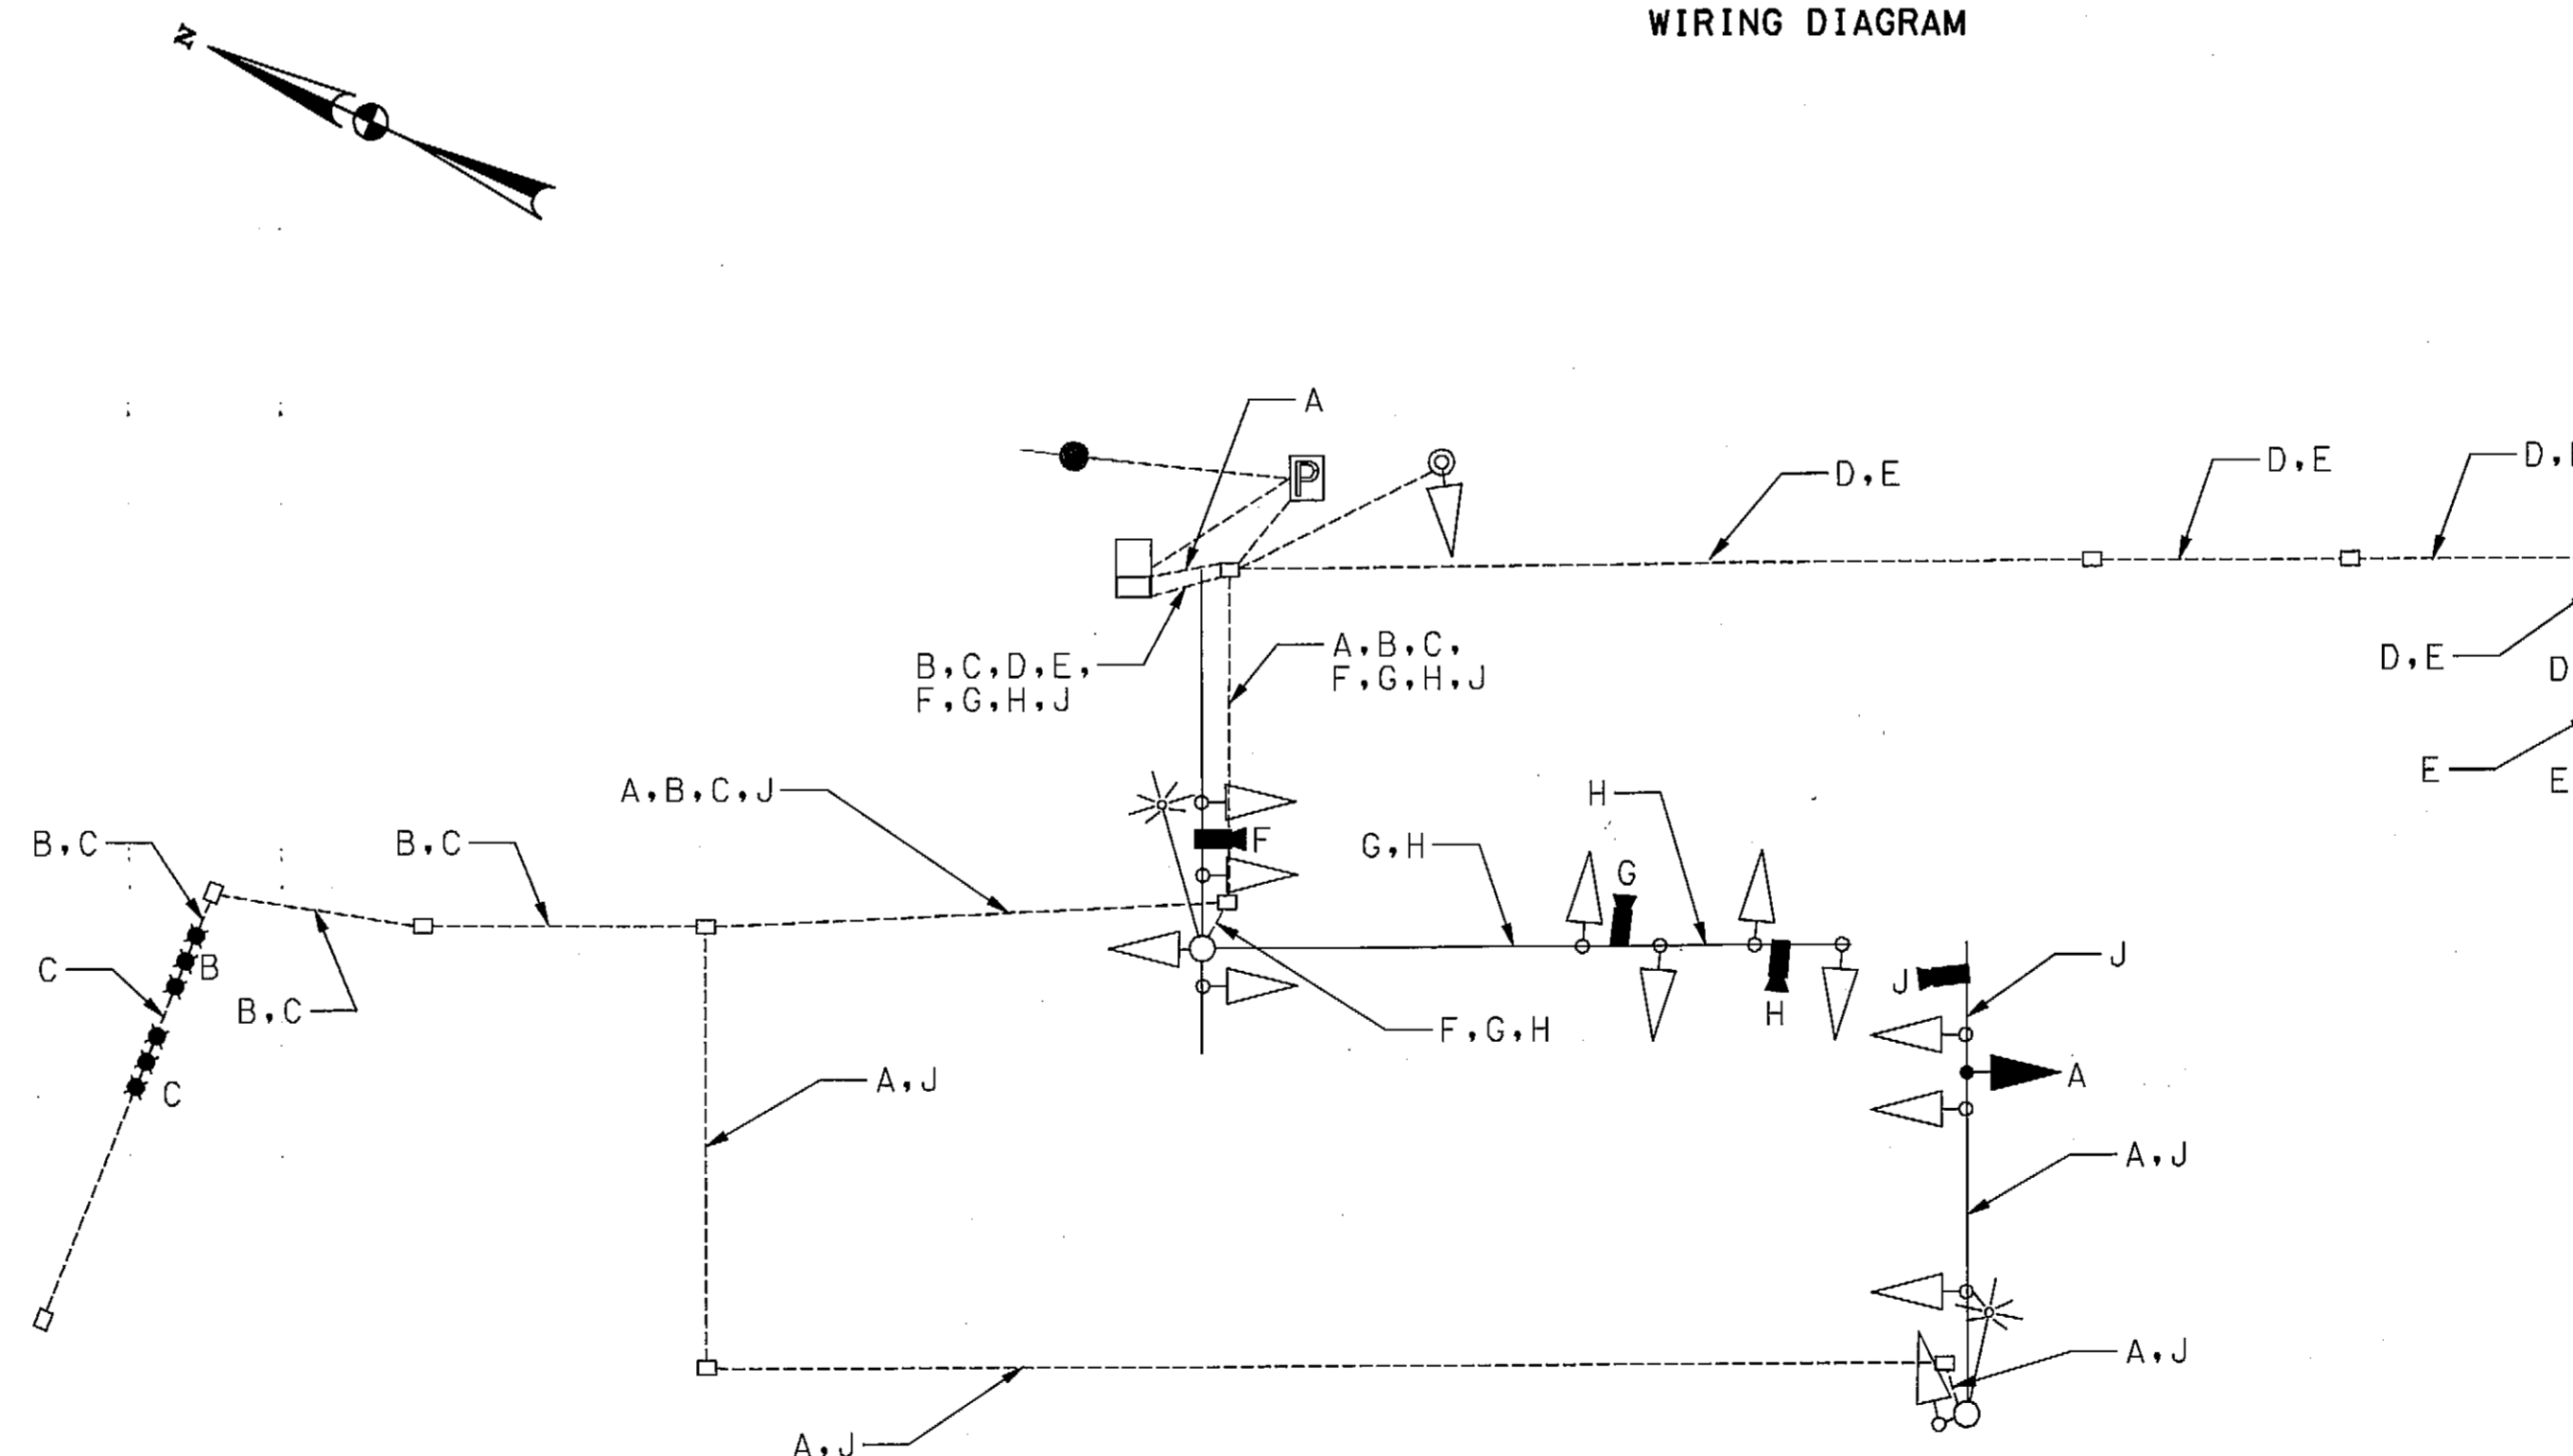 WIRING DIAGRAM
N
A
P
D,E
D,E
D,
B,C,D,E,
F,G,H,J
A,B,C,
F,G,H,J
D,E
D
A,B,C,J
H
E
E
B,C
B,C
F
G,H
G
C
B
B,C
J
J
H
F,G,H
C
A,J
A
A,J
A,J
A,J